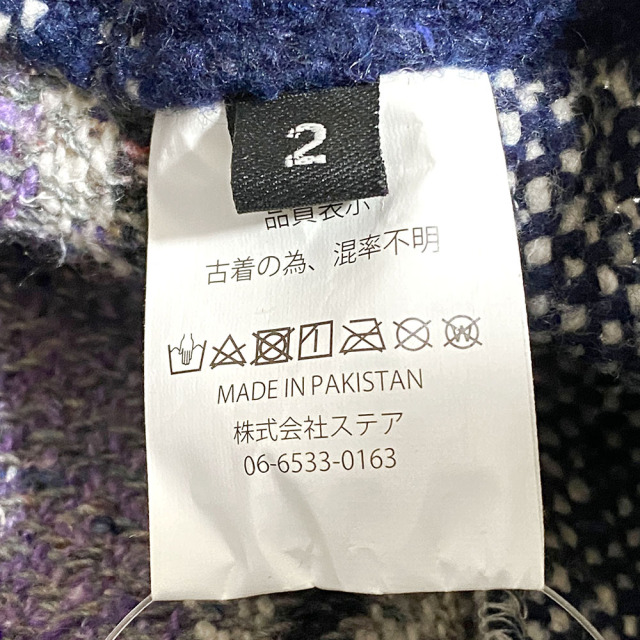 2
品質表示
古着の為、混率不明
MADE IN PAKISTAN
株式会社ステア
06-6533-0163